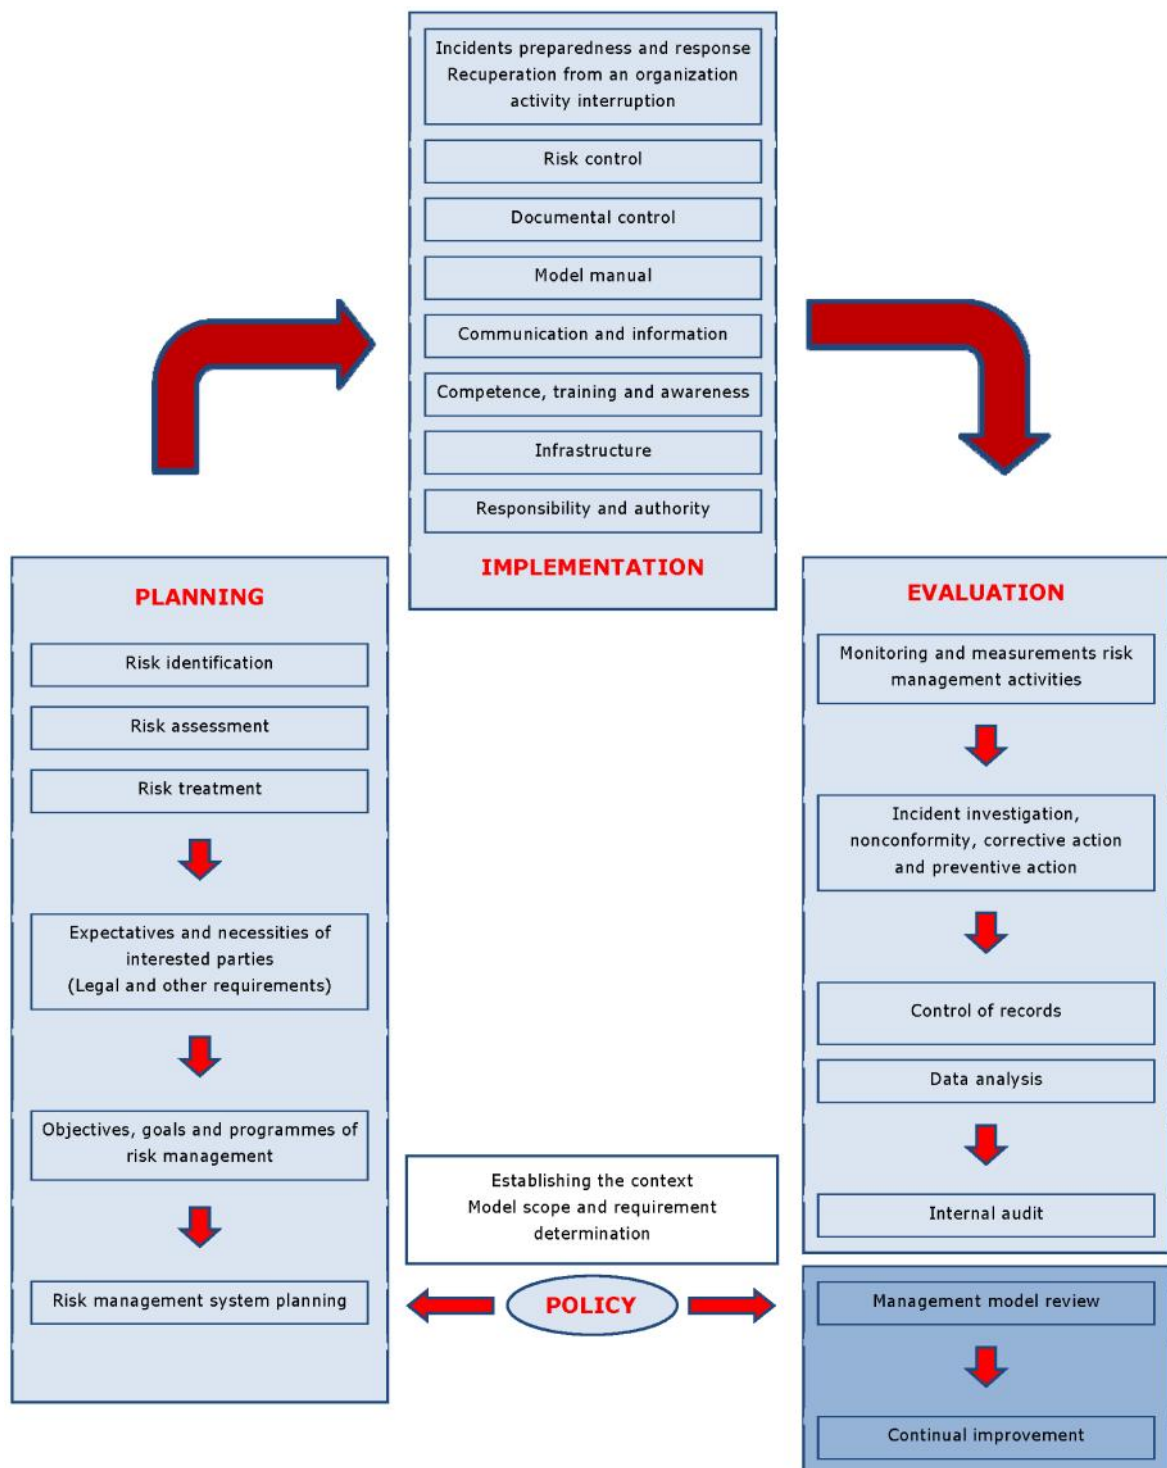 Incidents preparedness and response
Recuperation from an organization
activity interruption
Risk control
Documental control
Model manual
Communication and information
Competence, training and awareness
Infrastructure
Responsibility and authority
IMPLEMENTATION
PLANNING
Risk identification
Risk assessment
Risk treatment
Expectatives and necessities of
interested parties
(Legal and other requirements)
Objectives, goals and programmes of
risk management
Risk management system planning
Establishing the context
Model scope and requirement
determination
POLICY
EVALUATION
Monitoring and measurements risk
management activities
Incident investigation,
nonconformity, corrective action
and preventive action
Control of records
Data analysis
Internal audit
Management model review
Continual improvement